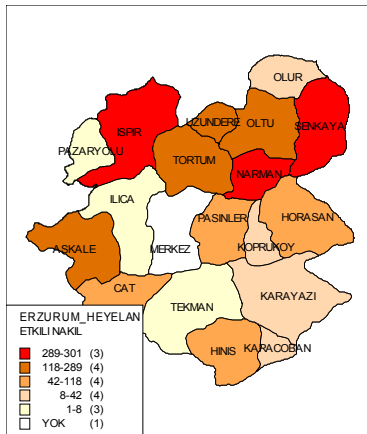 OLUR
ISPIR
UZUNDERE
OLTU
SENKAYA
PAZARYOLU
TORTUM
NARMAN
ILICA
PASINLER
HORASAN
ASKALE
MERKEZ
KOPRUKOY
CAT
TEKMAN
KARAYAZI
HINIS
KARACOBAN
ERZURUM_HEYELAN
ETKILI NAKIL
289-301 (3)
118-289 (4)
42-118 (4)
8-42 (4)
1-8 (3)
YOK (1)